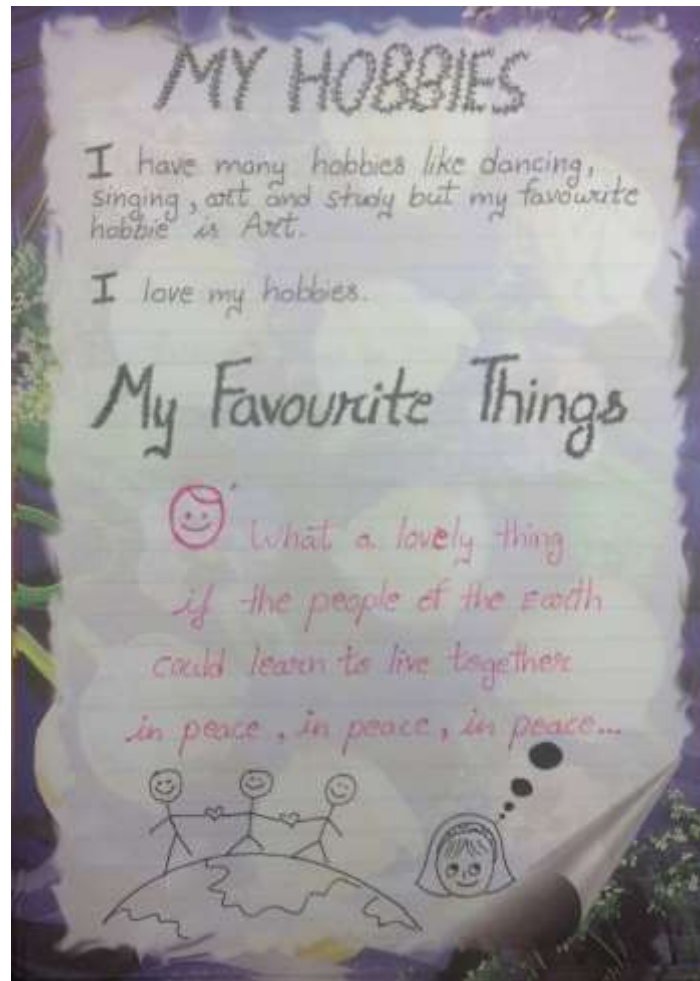 MY HOBBIES
I have many hobbies like dancing,
singing, art and study but my favourite
hobbie is Art.
I love my hobbies.
My Favourite Things
What a lovely thing
if the people of the Earth
could learn to live together
in peace, in peace, in peace...